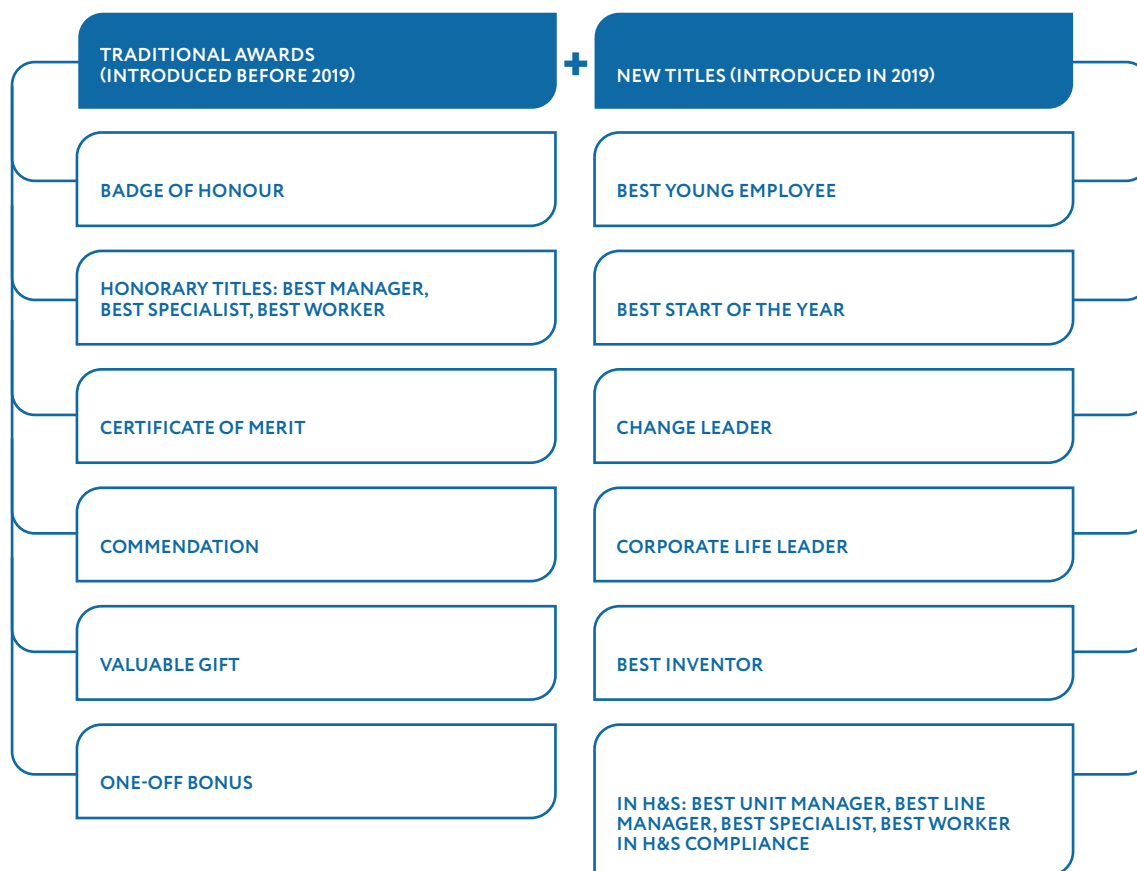 TRADITIONAL AWARDS
(INTRODUCED BEFORE 2019)
+
NEW TITLES (INTRODUCED IN 2019)
BADGE OF HONOUR
HONORARY TITLES: BEST MANAGER,
BEST SPECIALIST, BEST WORKER
CERTIFICATE OF MERIT
COMMENDATION
VALUABLE GIFT
ONE-OFF BONUS
BEST YOUNG EMPLOYEE
BEST START OF THE YEAR
CHANGE LEADER
CORPORATE LIFE LEADER
BEST INVENTOR
IN H&S: BEST UNIT MANAGER, BEST LINE
MANAGER, BEST SPECIALIST, BEST WORKER
IN H&S COMPLIANCE